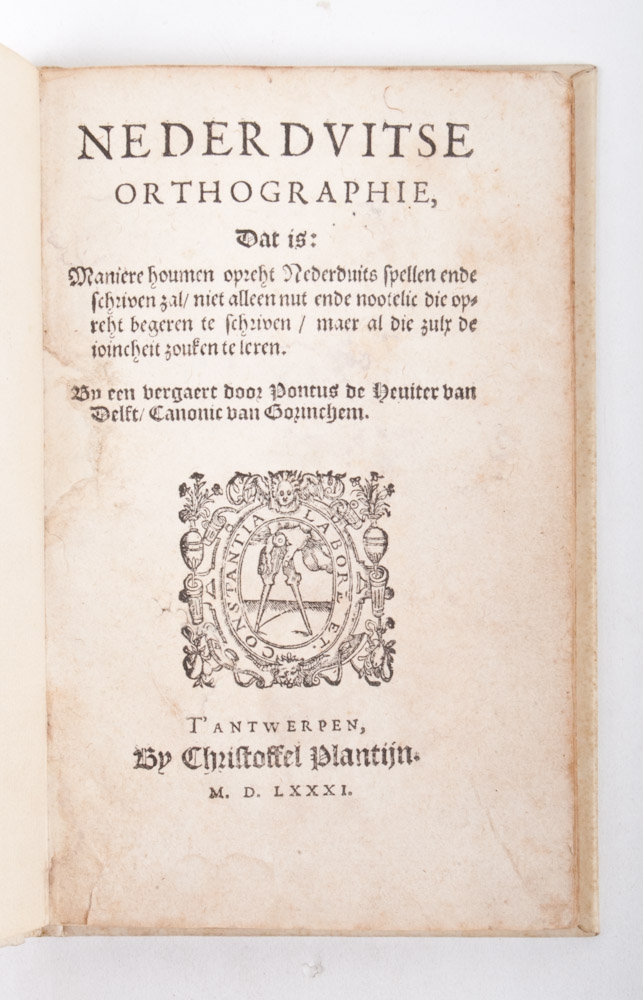 NEDERDVITSE
ORTHOGRAPHIE,
Dat is:
Maniere houmen opreht Nederduits spellen ende
schriven zal/ niet alleen nut ende nootelic die op⸗
reht begeren te schriven / maer al die zulx de
ioincheit zouken te leren.
By een vergaert door Pontus de Heuiter van
Delft/ Canonic van Gorinchem.
CONSTANTIA LABORE ET
T'ANTWERPEN,
By Christoffel Plantijn.
M. D. LXXXI.